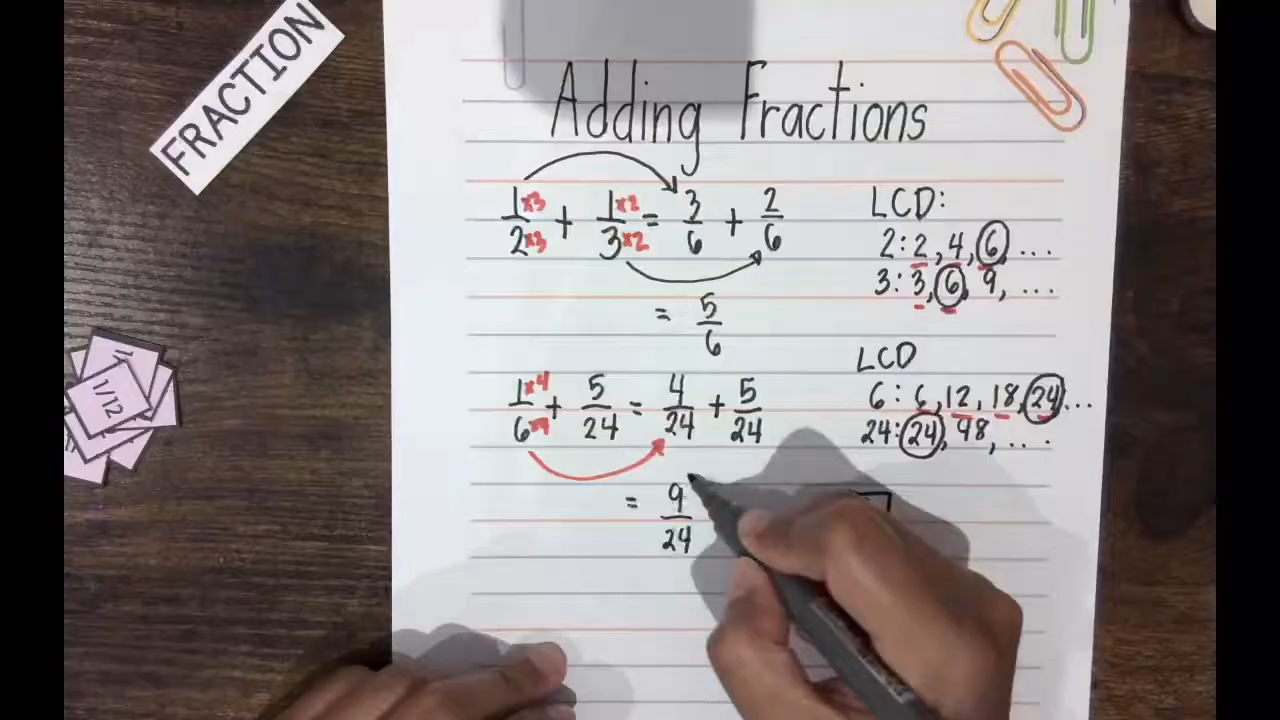 FRACTION
Adding Fractions
1×3/2×3 + 1×2/3×2 = 3/6 + 2/6
= 5/6
LCD:
2: 2, 4, 6, ...
3: 3, 6, 9, ...
1×4/6×4 + 5/24 = 4/24 + 5/24
= 9/24
LCD
6: 6, 12, 18, 24...
24: 24, 48, ....
1/12